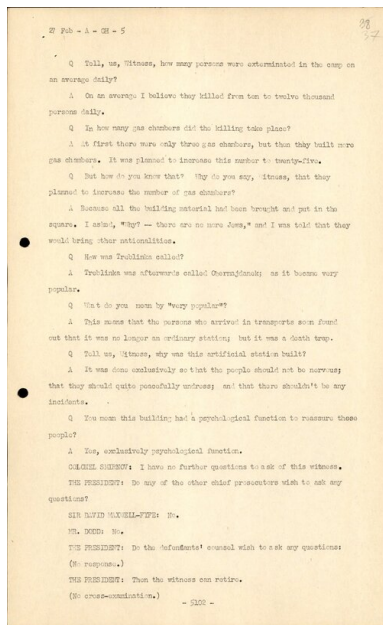 27 Feb - A - GH - 5
Q Tell, us, Witness, how many persons were exterminated in the camp on
an average daily?
A On an average I believe they killed from ten to twelve thousand
persons daily.
Q In how many gas chambers did the killing take place?
A At first there were only three gas chambers, but then they built more
gas chambers. It was planned to increase this number to twenty-five.
Q But how do you know that? Why do you say, Witness, that they
planned to increase the number of gas chambers?
A Because all the building material had been brought and put in the
square. I asked, "Why? -- there are no more Jews," and I was told that they
would bring other nationalities.
Q How was Treblinka called?
A Treblinka was afterwards called Obermajdanek; as it became very
popular.
Q What do you mean by "very popular"?
A This means that the persons who arrived in transports soon found
out that it was no longer an ordinary station; but it was a death trap.
Q Tell us, Witness, why was this artificial station built?
A It was done exclusively so that the people should not be nervous;
that they should quite peacefully undress; and that there shouldn't be any
incidents.
Q You mean this building had a psychological function to reassure these
people?
A Yes, exclusively psychological function.
COLONEL SMIRNOV: I have no further questions to ask of this witness.
THE PRESIDENT: Do any of the other chief prosecutors wish to ask any
questions?
SIR DAVID MAXWELL-FYFE: No.
MR. DODD: No.
THE PRESIDENT: Do the defendants' counsel wish to ask any questions:
(No response.)
THE PRESIDENT: Then the witness can retire.
(No cross-examination.)
- 5102 -